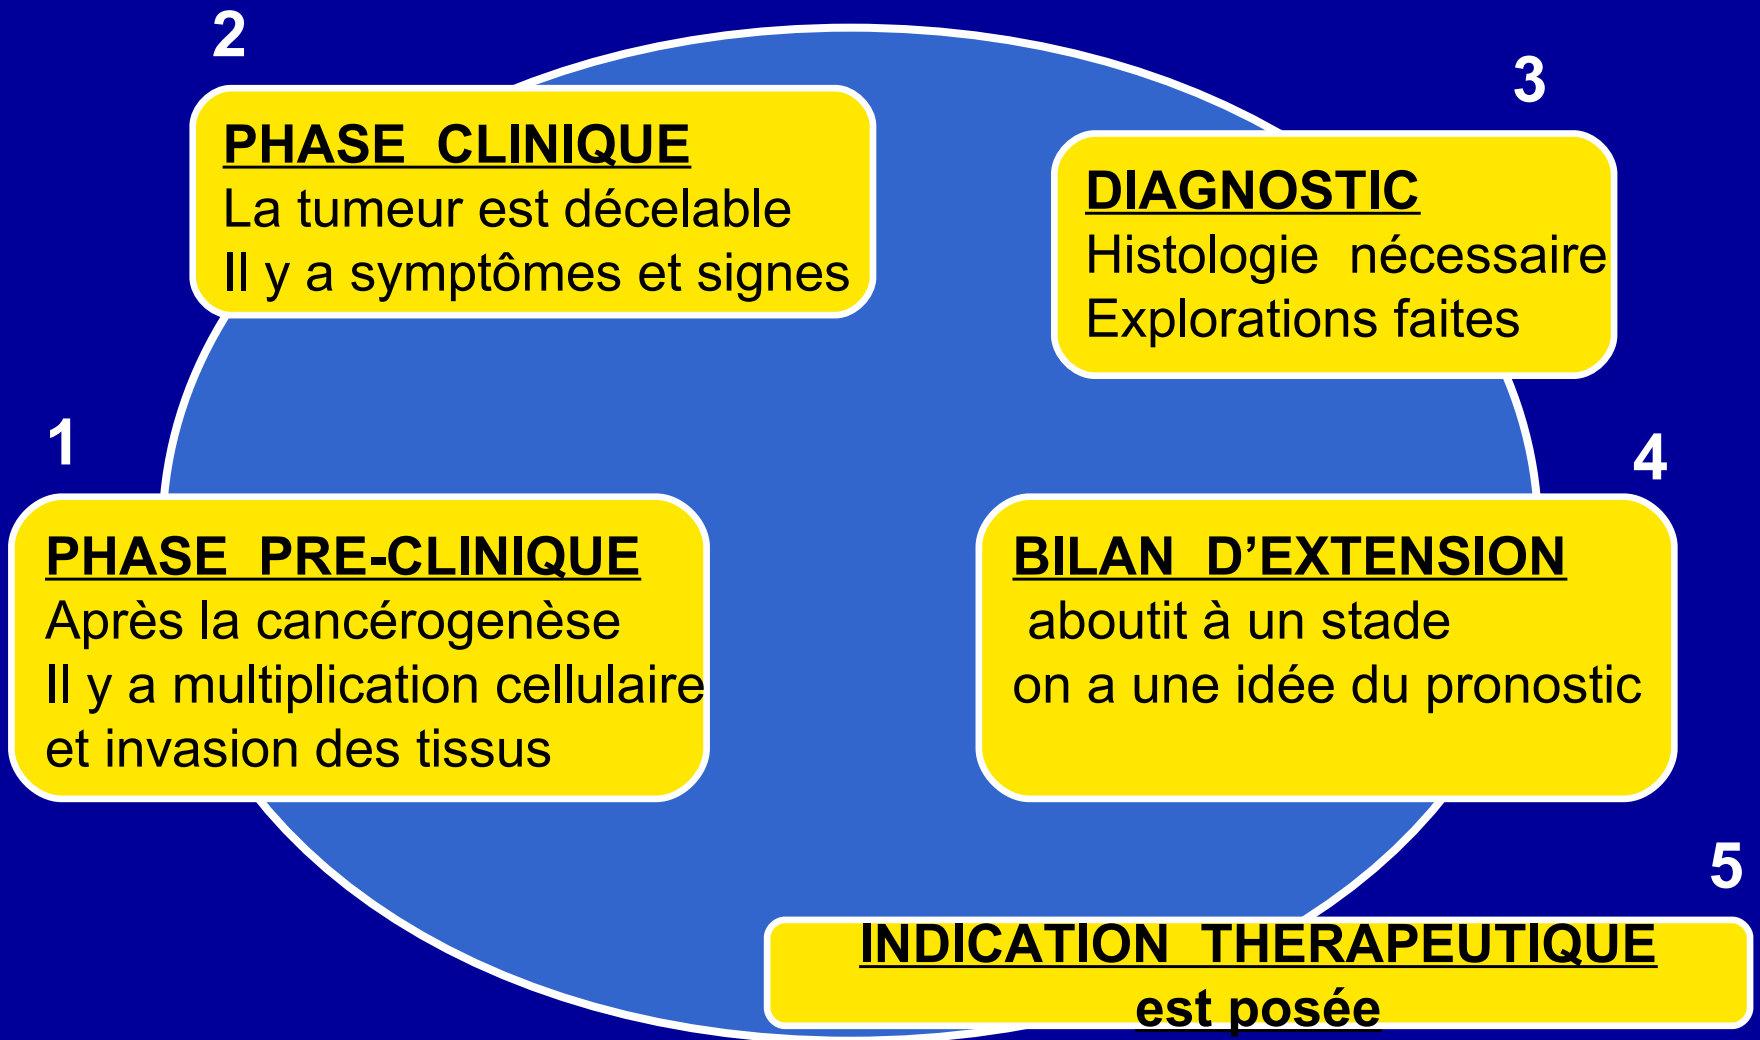 1
PHASE PRE-CLINIQUE
Après la cancérogenèse
Il y a multiplication cellulaire
et invasion des tissus
2
PHASE CLINIQUE
La tumeur est décelable
Il y a symptômes et signes
3
DIAGNOSTIC
Histologie nécessaire
Explorations faites
4
BILAN D’EXTENSION
aboutit à un stade
on a une idée du pronostic
5
INDICATION THERAPEUTIQUE
est posée